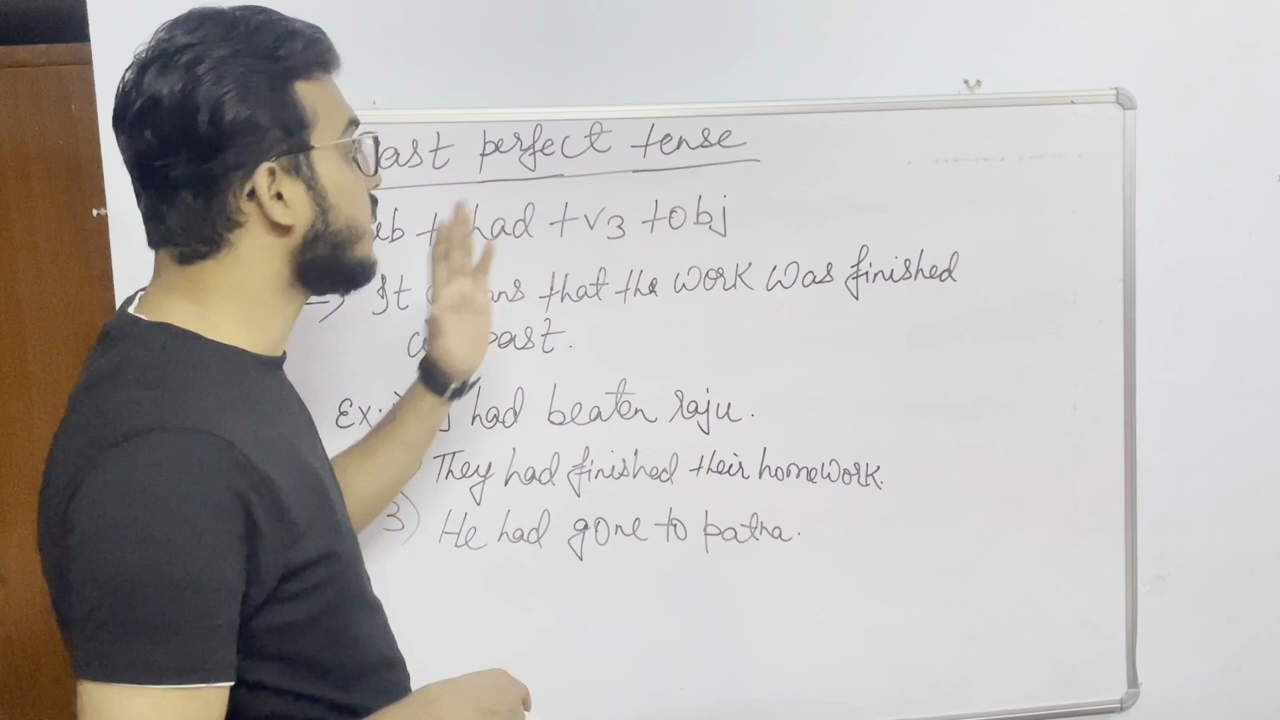 Past perfect tense
Sub + had + v3 + obj
→ It means that the work was finished
past.
Ex. had beaten raju.
They had finished their homework.
3) He had gone to patna.